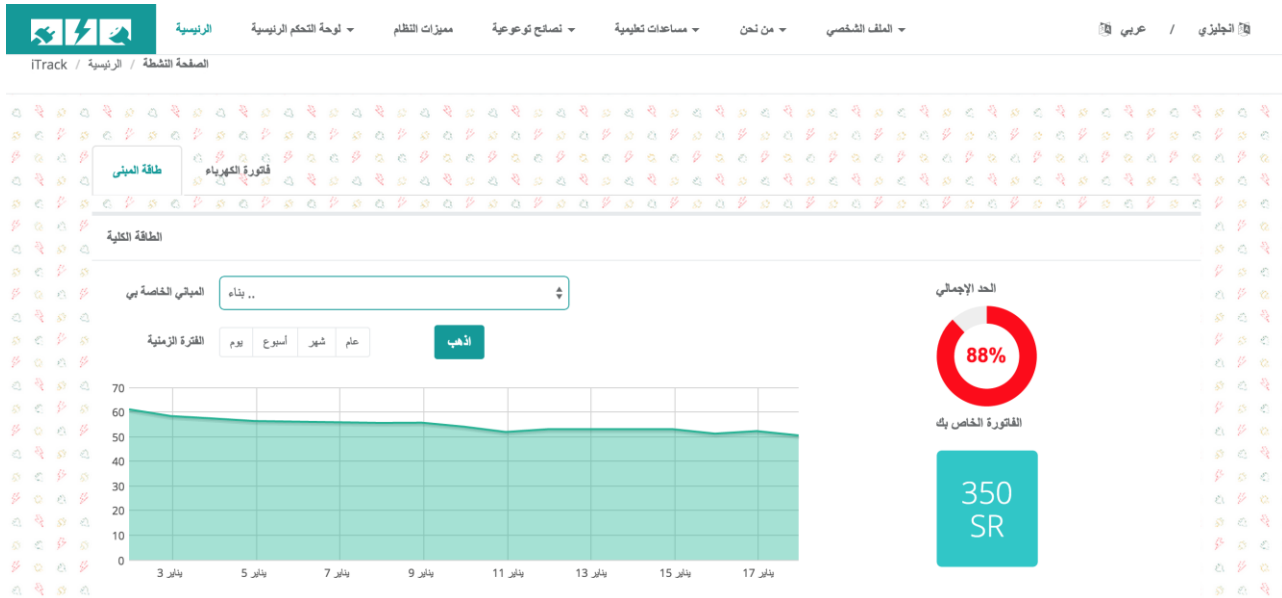 الرئيسية
لوحة التحكم الرئيسية
مميزات النظام
نصائح توعوعية
مساعدات تعليمية
من نحن
الملف الشخصي
عربي / انجليزي
iTrack / الرئيسية / الصفحة النشطة
طاقة المبنى
فاتورة الكهرباء
الطاقة الكلية
المباني الخاصة بي
بناء ..
الفترة الزمنية
يوم
أسبوع
شهر
عام
اذهب
70
60
50
40
30
20
10
0
يناير 3
يناير 5
يناير 7
يناير 9
يناير 11
يناير 13
يناير 15
يناير 17
الحد الإجمالي
88%
الفاتورة الخاص بك
350
SR